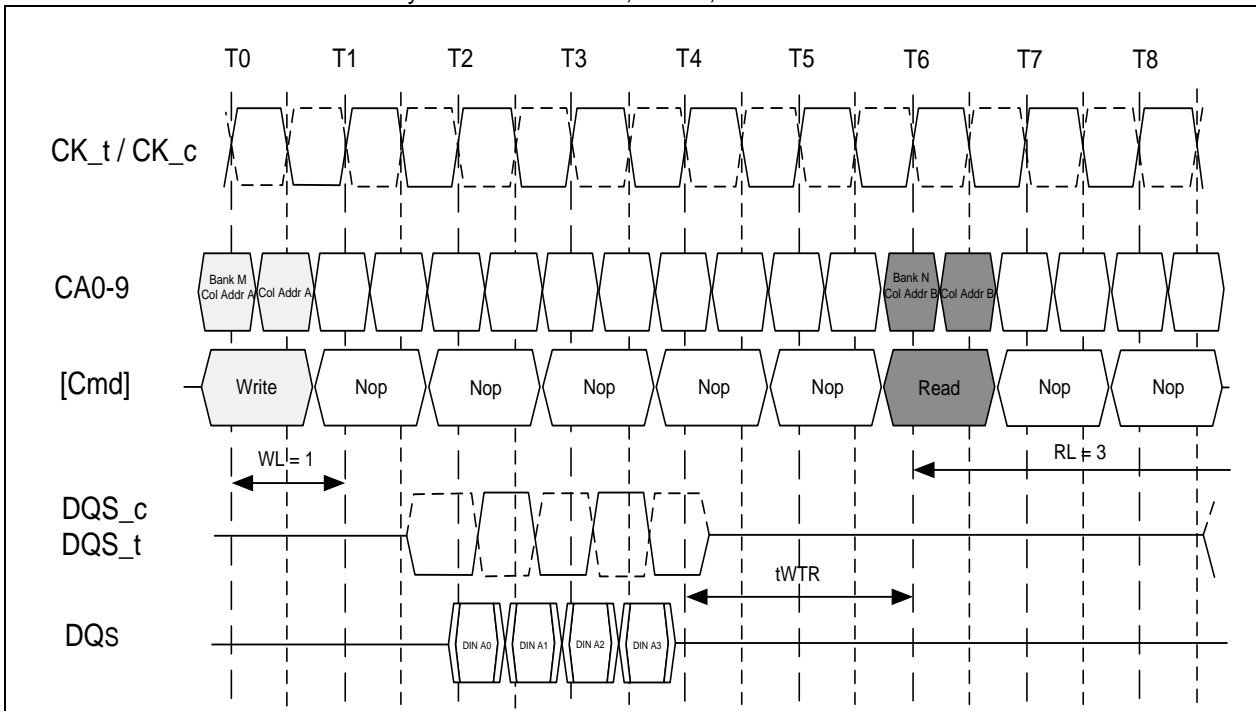 T0 T1 T2 T3 T4 T5 T6 T7 T8
CK_t / CK_c
Bank M
Col Addr A
Col Addr A
Bank N
Col Addr B
Col Addr B
CA0-9
[Cmd]
Write Nop Nop Nop Nop Nop Read Nop Nop
WL = 1
RL = 3
DQS_c
DQS_t
tWTR
DQs
DIN A0 DIN A1 DIN A2 DIN A3